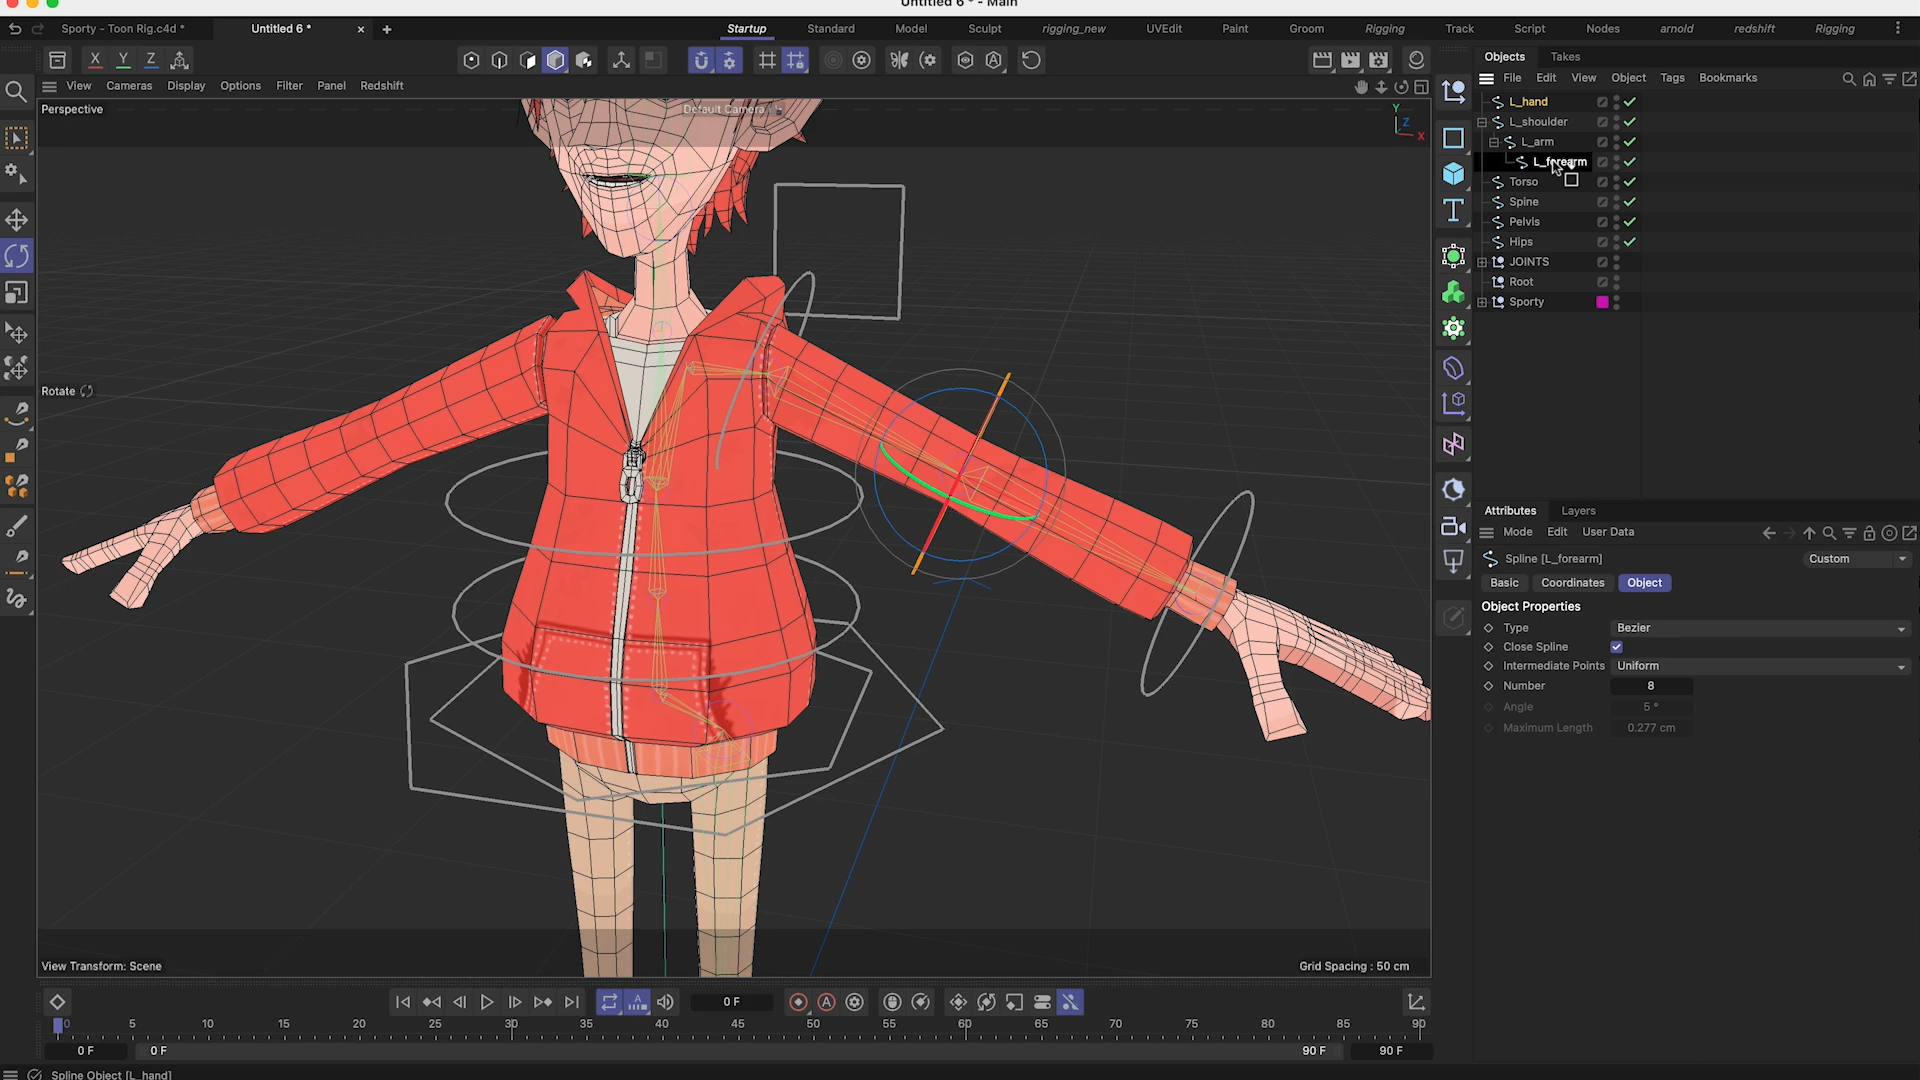 Untitled 6 * - Main
Sporty - Toon Rig.c4d *
Untitled 6 *
Startup
Standard
Model
Sculpt
rigging_new
UVEdit
Paint
Groom
Rigging
Track
Script
Nodes
arnold
redshift
Rigging
X
Y
Z
View
Cameras
Display
Options
Filter
Panel
Redshift
Perspective
Default Camera
Y
Z
X
Rotate
View Transform: Scene
Grid Spacing : 50 cm
Objects
Takes
File
Edit
View
Object
Tags
Bookmarks
L_hand
L_shoulder
L_arm
L_forearm
Torso
Spine
Pelvis
Hips
JOINTS
Root
Sporty
Attributes
Layers
Mode
Edit
User Data
Spline [L_forearm]
Custom
Basic
Coordinates
Object
Object Properties
Type
Bezier
Close Spline
Intermediate Points
Uniform
Number
8
Angle
5 °
Maximum Length
0.277 cm
0 F
0
5
10
15
20
25
30
35
40
45
50
55
60
65
70
75
80
85
90
0 F
0 F
90 F
90 F
Spline Object [L_hand]